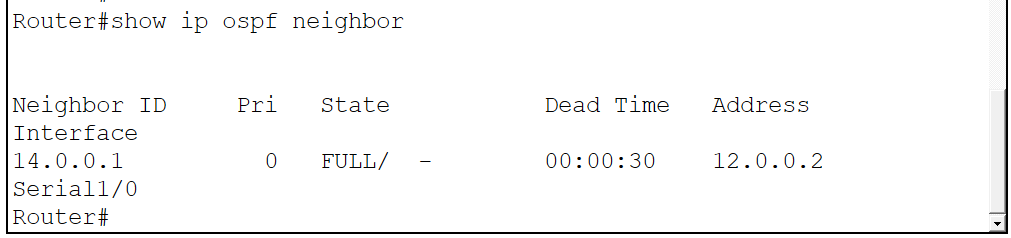 Router#show ip ospf neighbor
Neighbor ID     Pri   State           Dead Time   Address
Interface
14.0.0.1          0   FULL/  -        00:00:30    12.0.0.2
Serial1/0
Router#